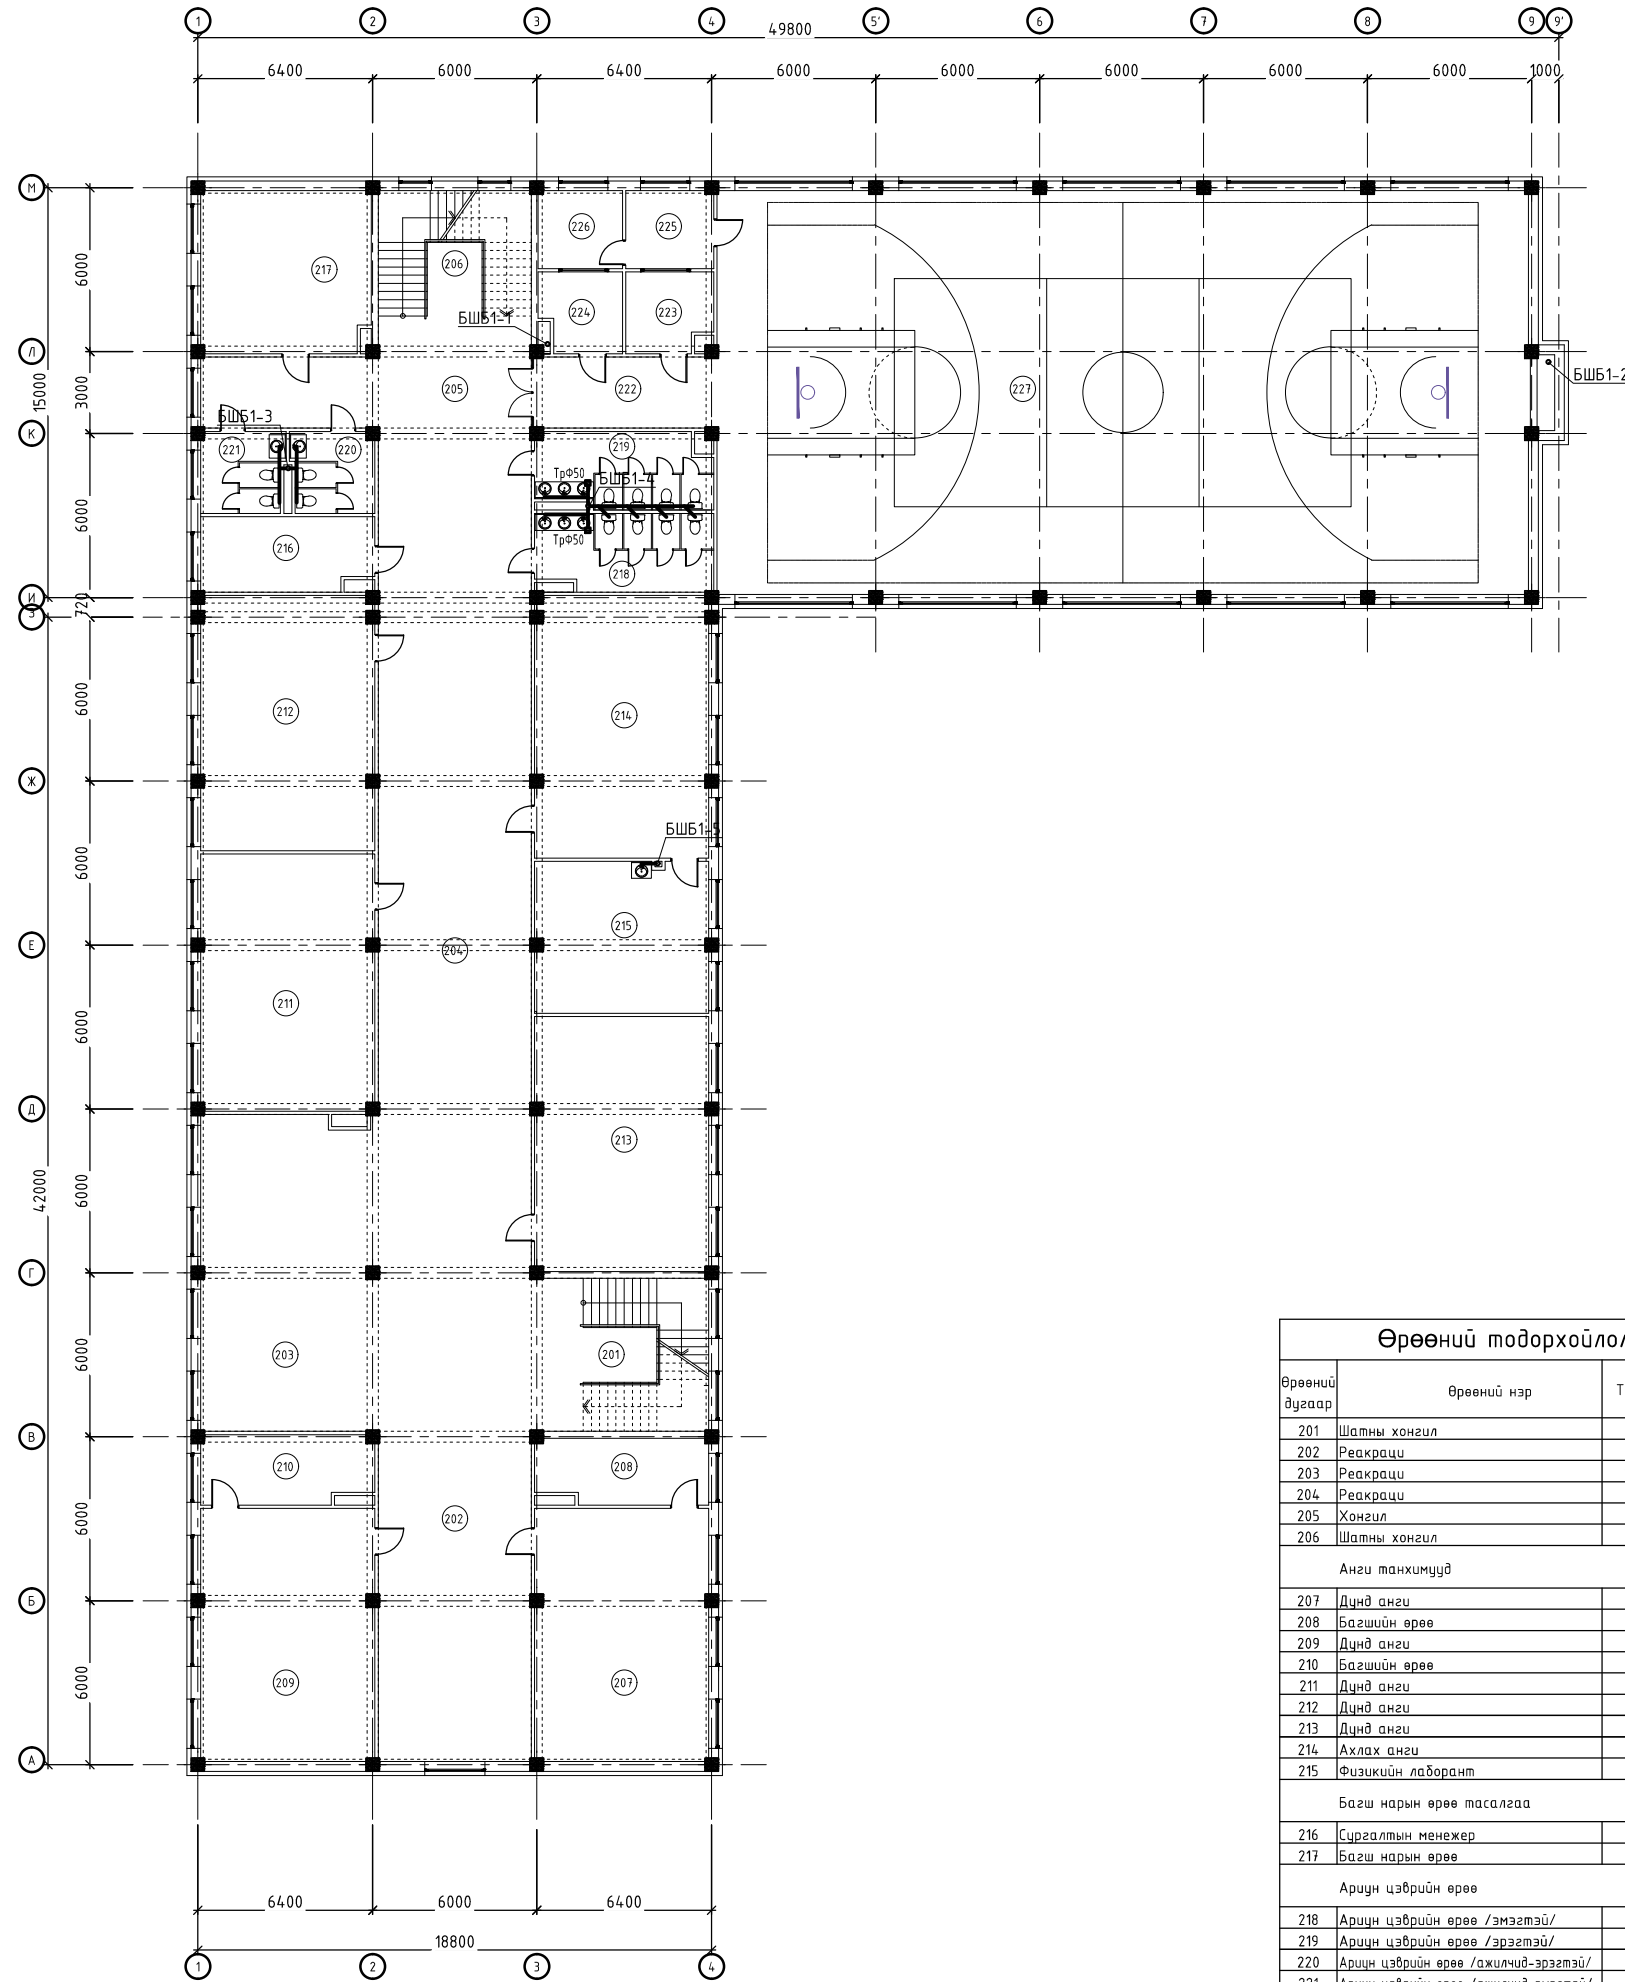 1 2 3 4 5' 6 7 8 9 9'
49800
6400 6000 6400 6000 6000 6000 6000 6000 1000
М
6000
217
206
226 225
224 223
БШБ1-1
Л
15000
3000
205
222
227
БШБ1-2
К
БШБ1-3
221 220
219
ТрФ50
БШБ1-4
6000
216
ТрФ50
218
И
720
З
6000
212
214
Ж
БШБ1-5
6000
215
Е
204
211
6000
Д
213
42000
6000
Г
6000
203
201
В
210
208
202
6000
Б
6000
209
207
А
6400 6000 6400
18800
1 2 3 4
Өрөөний тодорхойлол
Өрөөний дугаар
Өрөөний нэр
Т
201 Шатны хонгил
202 Реакраци
203 Реакраци
204 Реакраци
205 Хонгил
206 Шатны хонгил
Анги танхимууд
207 Дунд анги
208 Багшийн өрөө
209 Дунд анги
210 Багшийн өрөө
211 Дунд анги
212 Дунд анги
213 Дунд анги
214 Ахлах анги
215 Физикийн лаборант
Багш нарын өрөө тасалгаа
216 Сургалтын менежер
217 Багш нарын өрөө
Ариун цэврийн өрөө
218 Ариун цэврийн өрөө /эмэгтэй/
219 Ариун цэврийн өрөө /эрэгтэй/
220 Ариун цэврийн өрөө /ажилчид-эрэгтэй/